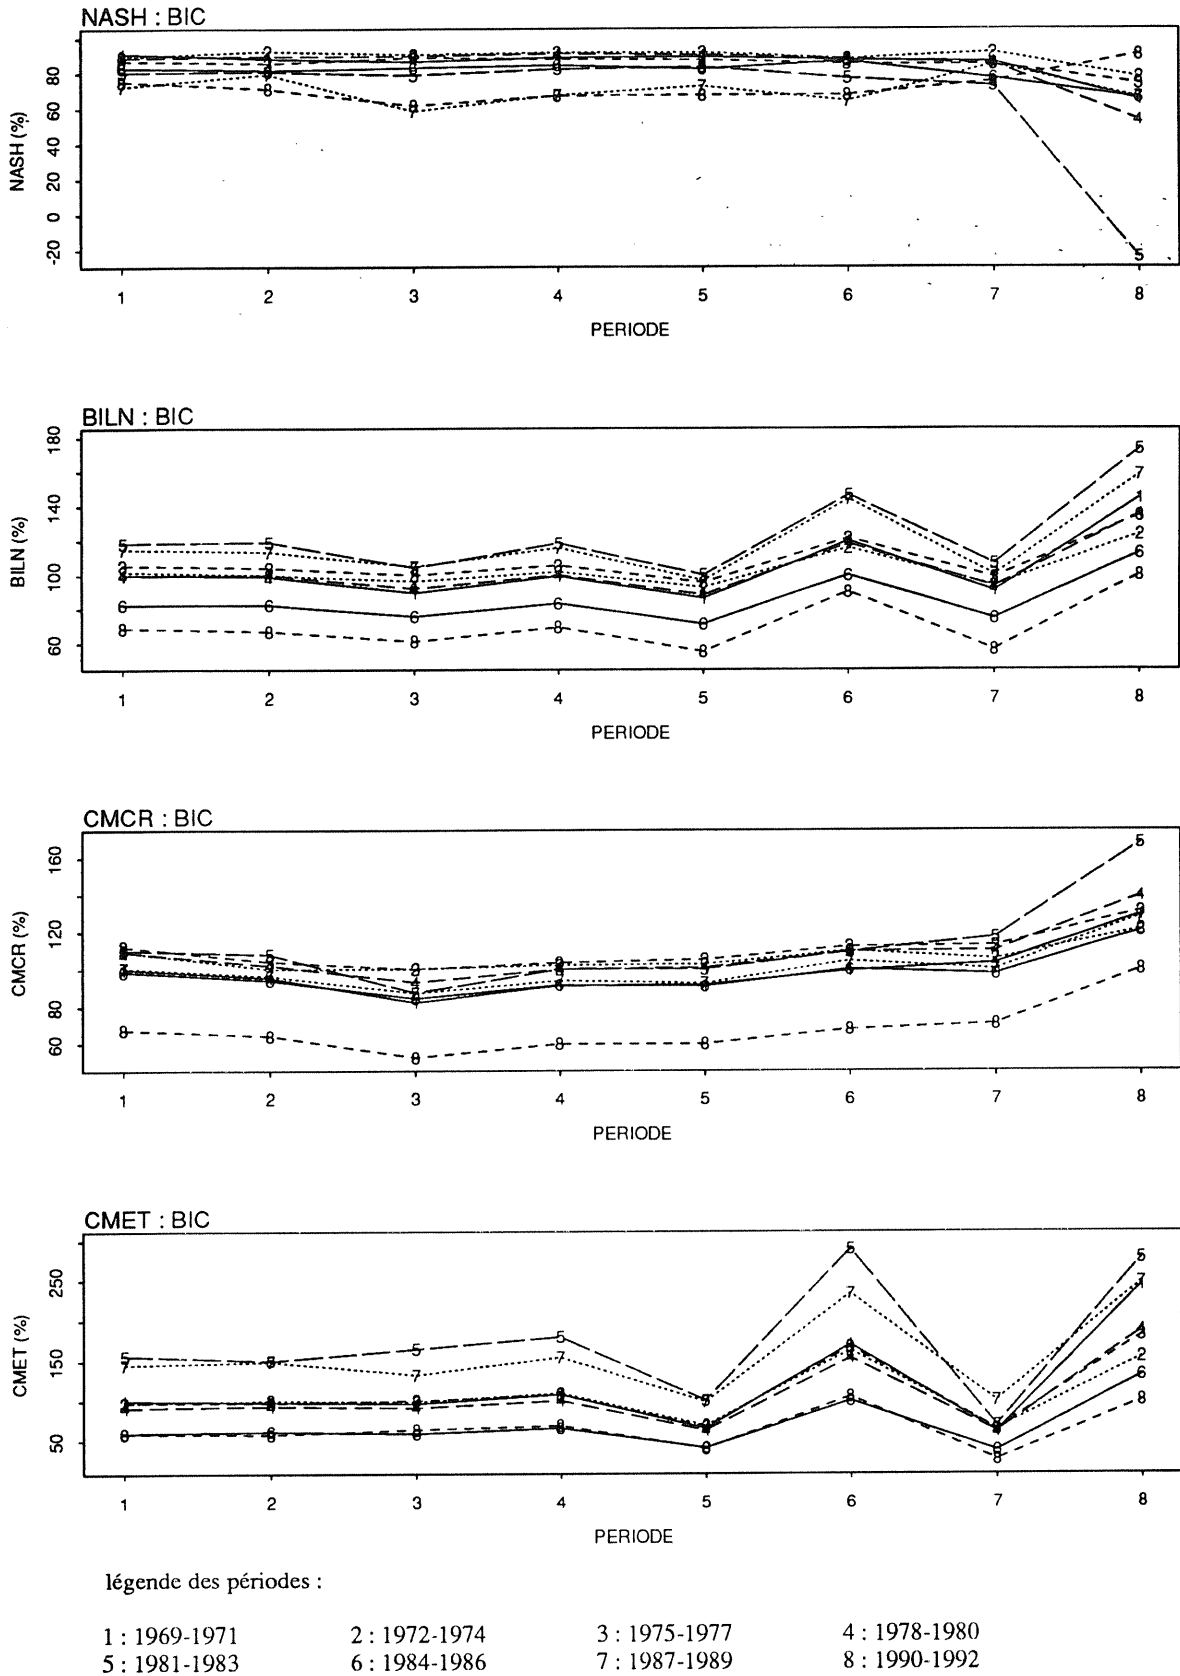 NASH : BIC
NASH (%)
80
60
40
20
0
-20
1 2 3 4 5 6 7 8
PERIODE
BILN : BIC
BILN (%)
180
140
100
60
1 2 3 4 5 6 7 8
PERIODE
CMCR : BIC
CMCR (%)
160
120
80
60
1 2 3 4 5 6 7 8
PERIODE
CMET : BIC
CMET (%)
250
150
50
1 2 3 4 5 6 7 8
PERIODE
légende des périodes :
1 : 1969-1971 2 : 1972-1974 3 : 1975-1977 4 : 1978-1980
5 : 1981-1983 6 : 1984-1986 7 : 1987-1989 8 : 1990-1992